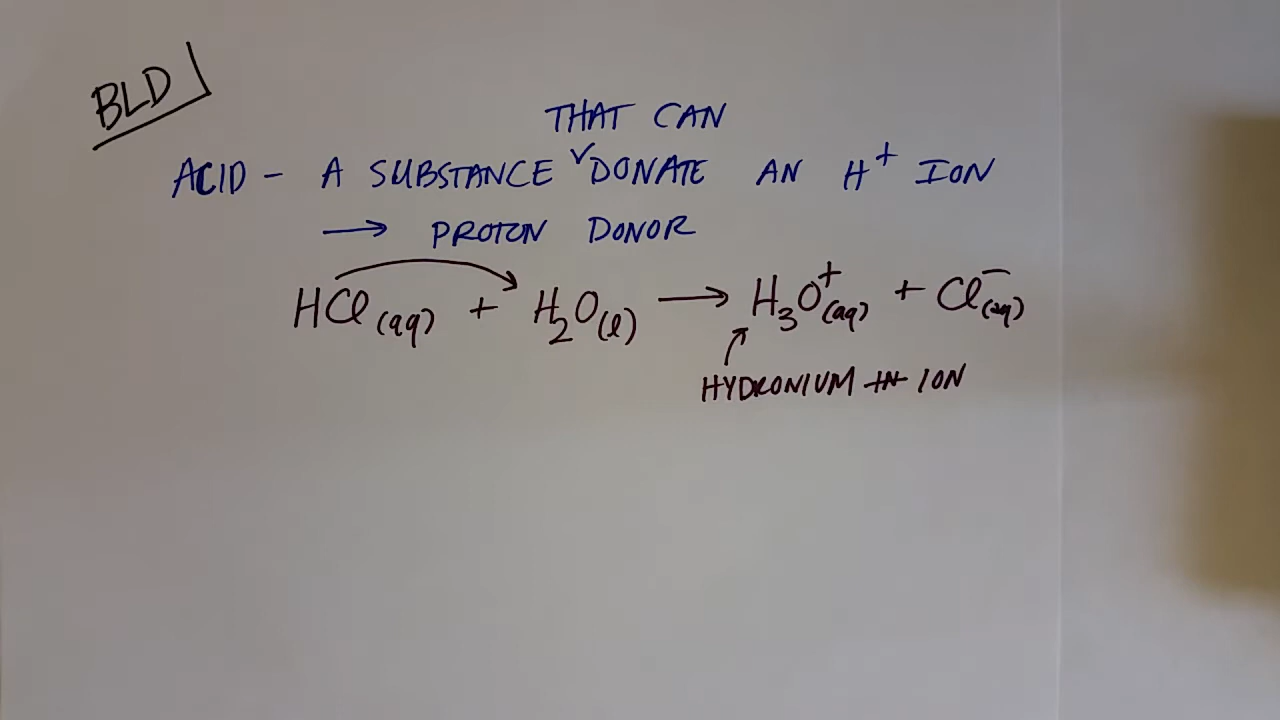 BLD
THAT CAN
ACID – A SUBSTANCE ∨ DONATE AN H⁺ ION
→ PROTON DONOR
HCl(aq) + H₂O(l) → H₃O⁺(aq) + Cl⁻(aq)
HYDRONIUM ION